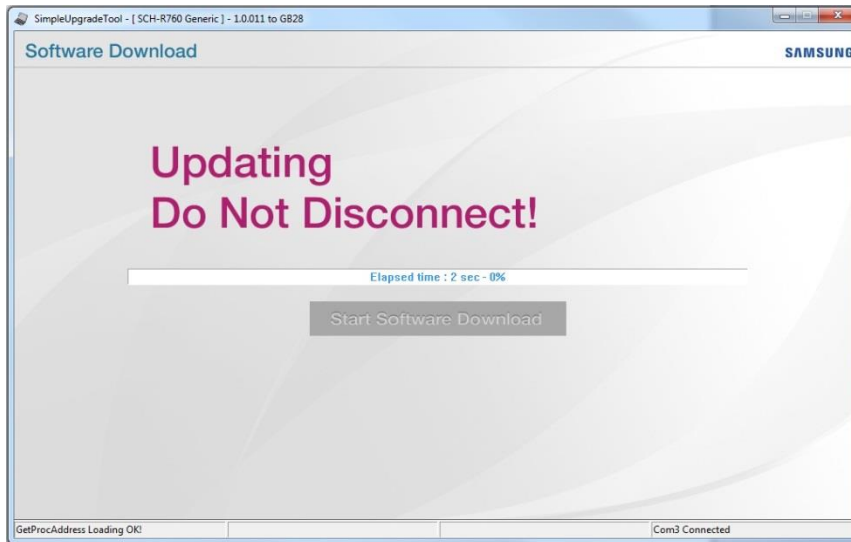 SimpleUpgradeTool - [ SCH-R760 Generic ] - 1.0.011 to GB28
Software Download
SAMSUNG
Updating
Do Not Disconnect!
Elapsed time : 2 sec - 0%
Start Software Download
GetProcAddress Loading OK!
Com3 Connected